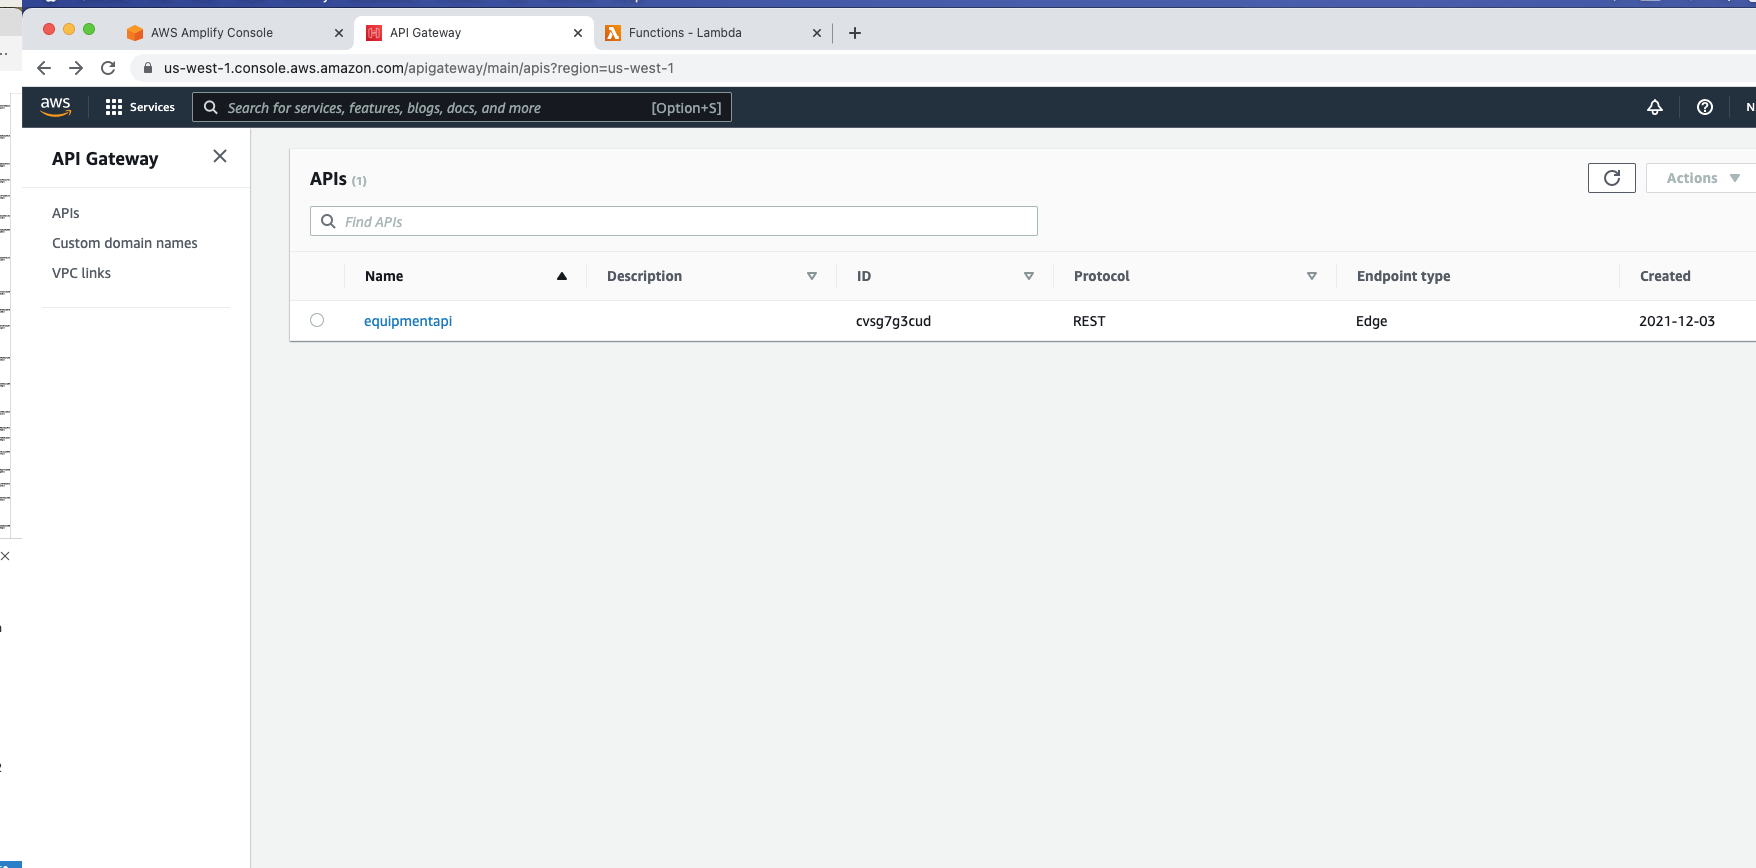 AWS Amplify Console
API Gateway
Functions - Lambda
us-west-1.console.aws.amazon.com/apigateway/main/apis?region=us-west-1
aws
Services
Search for services, features, blogs, docs, and more
[Option+S]
N
API Gateway
APIs
Custom domain names
VPC links
APIs (1)
Actions
Find APIs
Name Description ID Protocol Endpoint type Created
equipmentapi cvsg7g3cud REST Edge 2021-12-03